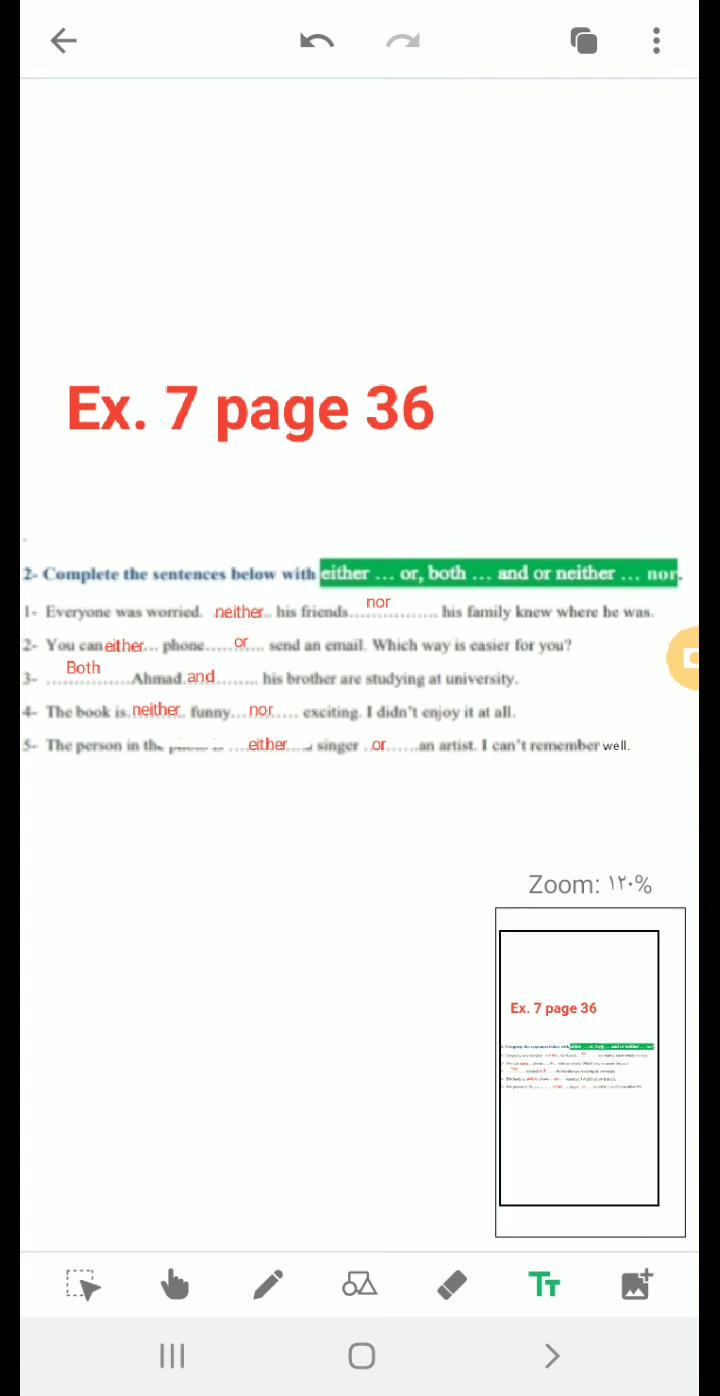 Ex. 7 page 36
2- Complete the sentences below with either ... or, both ... and or neither ... nor.
1- Everyone was worried. neither.. his friends................ nor his family knew where he was.
2- You can either... phone...... or .... send an email. Which way is easier for you?
3- Both ...............Ahmad and........ his brother are studying at university.
4- The book is. neither. funny... nor..... exciting. I didn't enjoy it at all.
5- The person in the ....either....a singer ..or......an artist. I can't remember well.
Zoom: ١٢٠%
Ex. 7 page 36